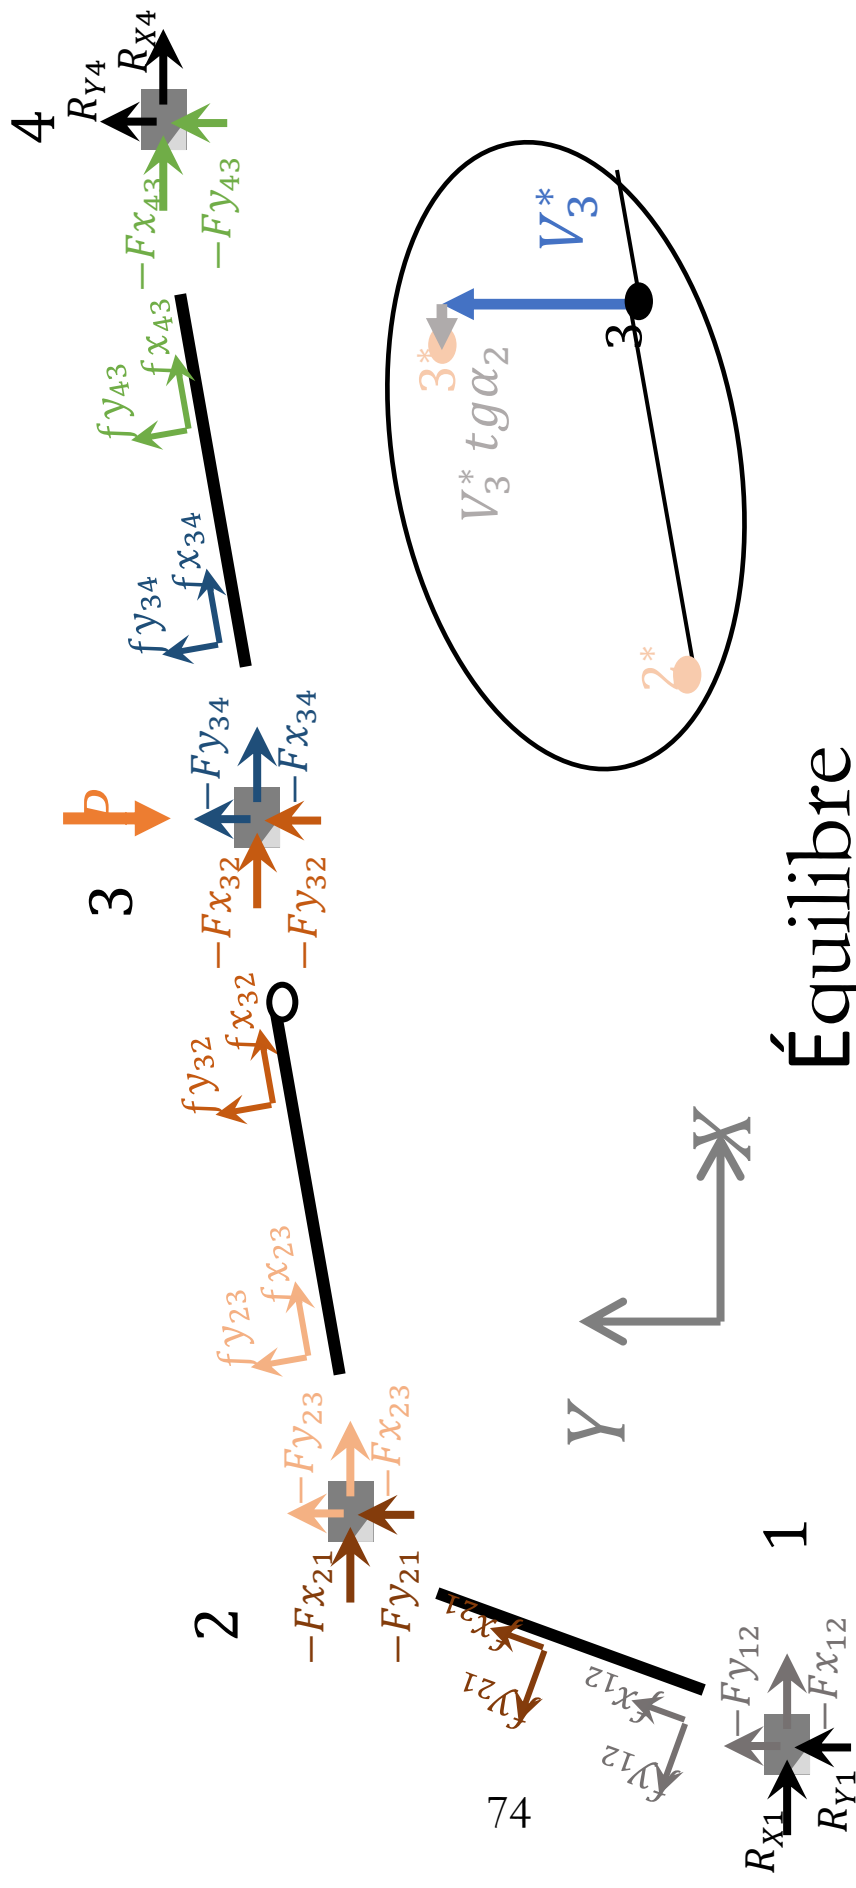 4
R_{Y4}
R_{X4}
−Fx_{43}
−Fy_{43}
fy_{43}
fx_{43}
fy_{34}
fx_{34}
P
3
−Fy_{34}
−Fx_{34}
−Fx_{32}
−Fy_{32}
fy_{32}
fx_{32}
fy_{23}
fx_{23}
2
−Fy_{23}
−Fx_{23}
−Fx_{21}
−Fy_{21}
fx_{21}
fy_{21}
fx_{12}
fy_{12}
1
−Fy_{12}
−Fx_{12}
R_{X1}
R_{Y1}
Y
X
3*
V_3^* tgα_2
V_3^*
3
2*
Équilibre
74